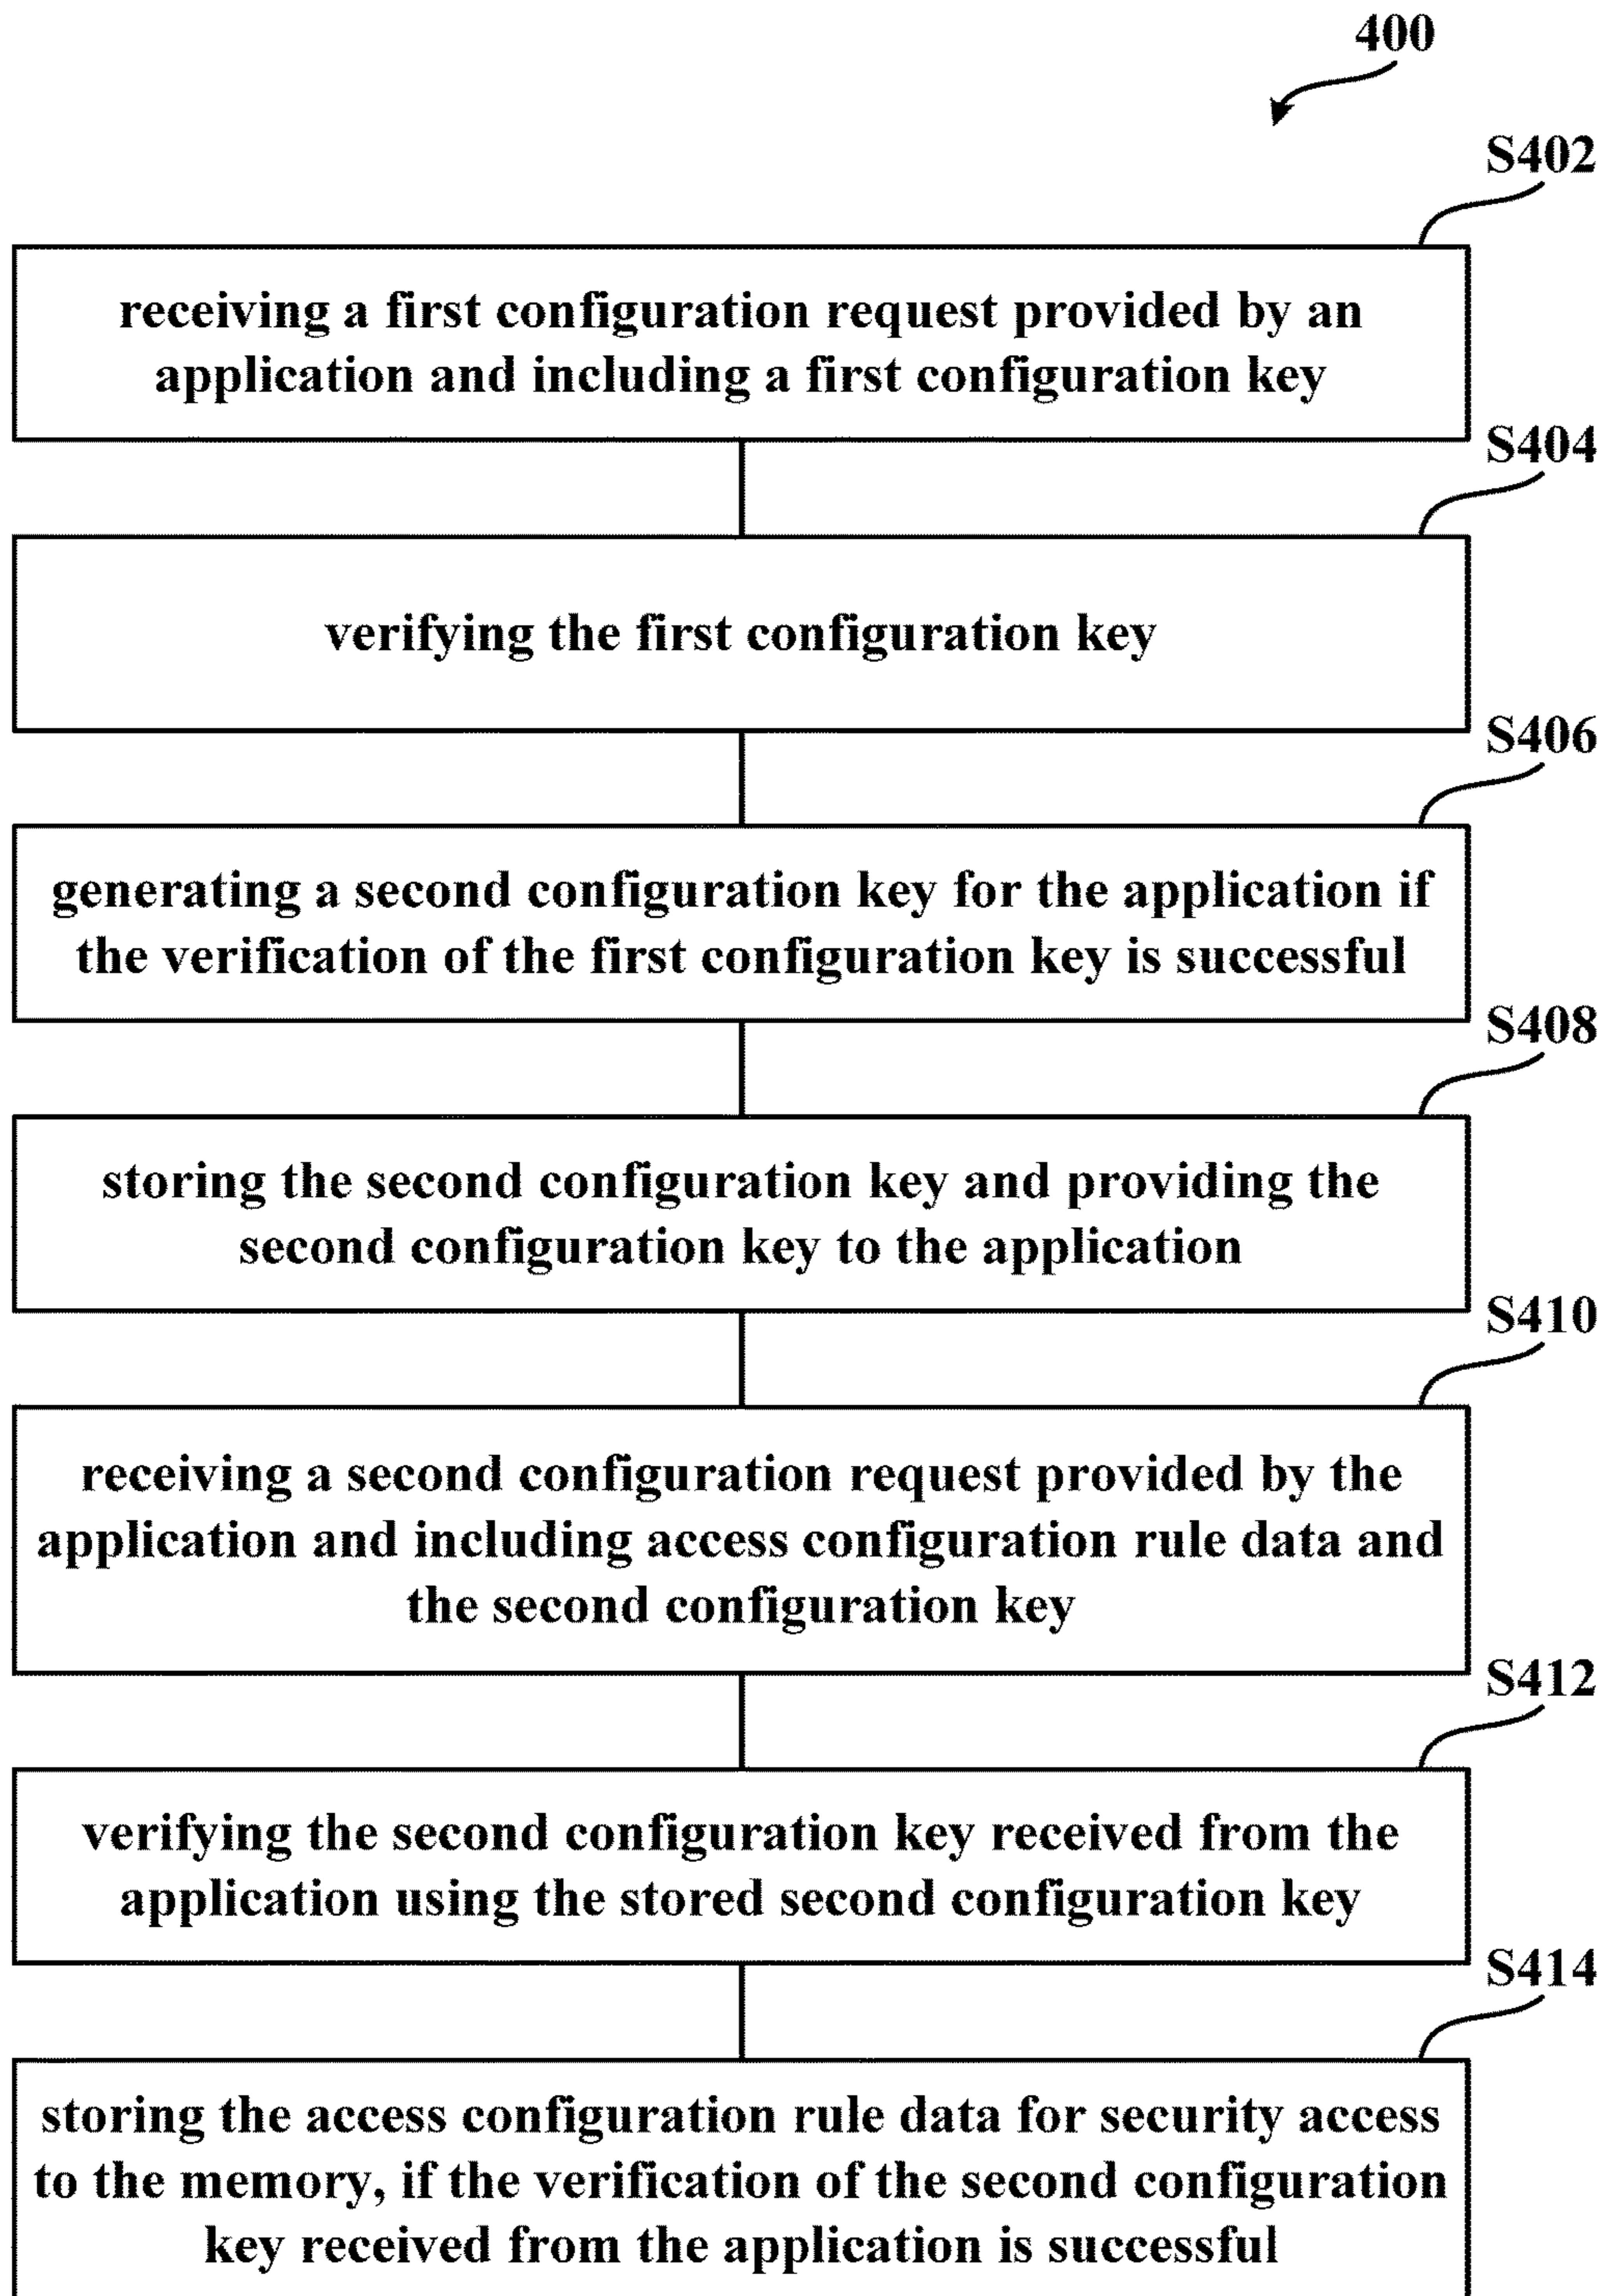 400
S402
receiving a first configuration request provided by an
application and including a first configuration key
S404
verifying the first configuration key
S406
generating a second configuration key for the application if
the verification of the first configuration key is successful
S408
storing the second configuration key and providing the
second configuration key to the application
S410
receiving a second configuration request provided by the
application and including access configuration rule data and
the second configuration key
S412
verifying the second configuration key received from the
application using the stored second configuration key
S414
storing the access configuration rule data for security access
to the memory, if the verification of the second configuration
key received from the application is successful